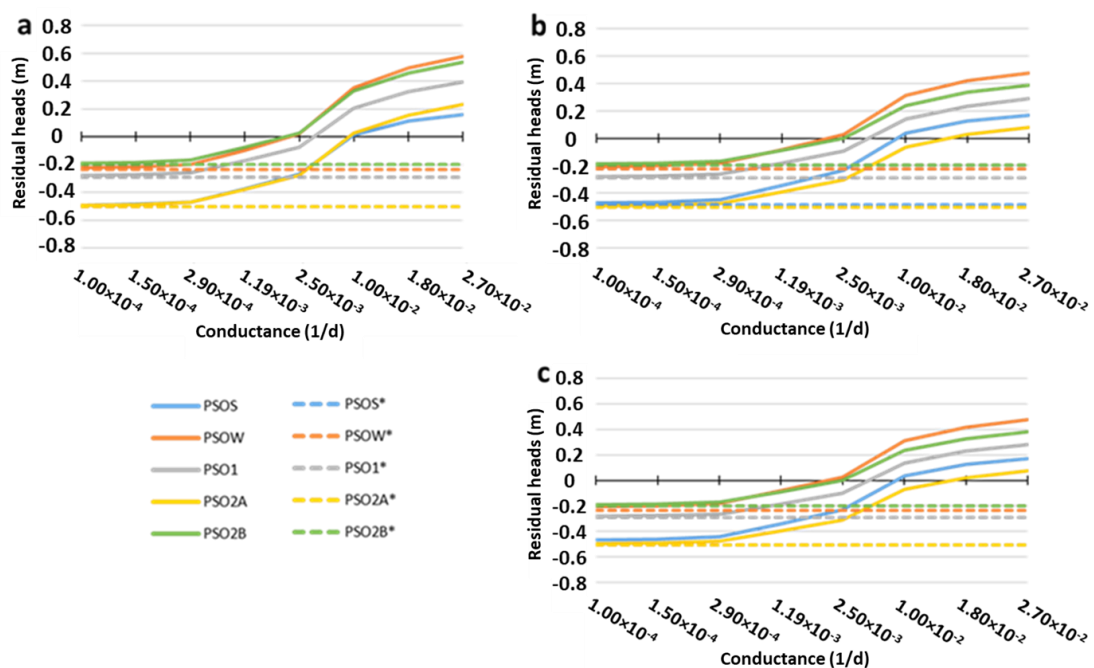 a
Residual heads (m)
0.8
0.6
0.4
0.2
0
-0.2
-0.4
-0.6
-0.8
1.00×10-4
1.50×10-4
2.90×10-4
1.19×10-3
2.50×10-3
1.00×10-2
1.80×10-2
2.70×10-2
Conductance (1/d)
b
Residual heads (m)
0.8
0.6
0.4
0.2
0
-0.2
-0.4
-0.6
-0.8
1.00×10-4
1.50×10-4
2.90×10-4
1.19×10-3
2.50×10-3
1.00×10-2
1.80×10-2
2.70×10-2
Conductance (1/d)
PSOS
PSOS*
PSOW
PSOW*
PSO1
PSO1*
PSO2A
PSO2A*
PSO2B
PSO2B*
c
Residual heads (m)
0.8
0.6
0.4
0.2
0
-0.2
-0.4
-0.6
-0.8
1.00×10-4
1.50×10-4
2.90×10-4
1.19×10-3
2.50×10-3
1.00×10-2
1.80×10-2
2.70×10-2
Conductance (1/d)